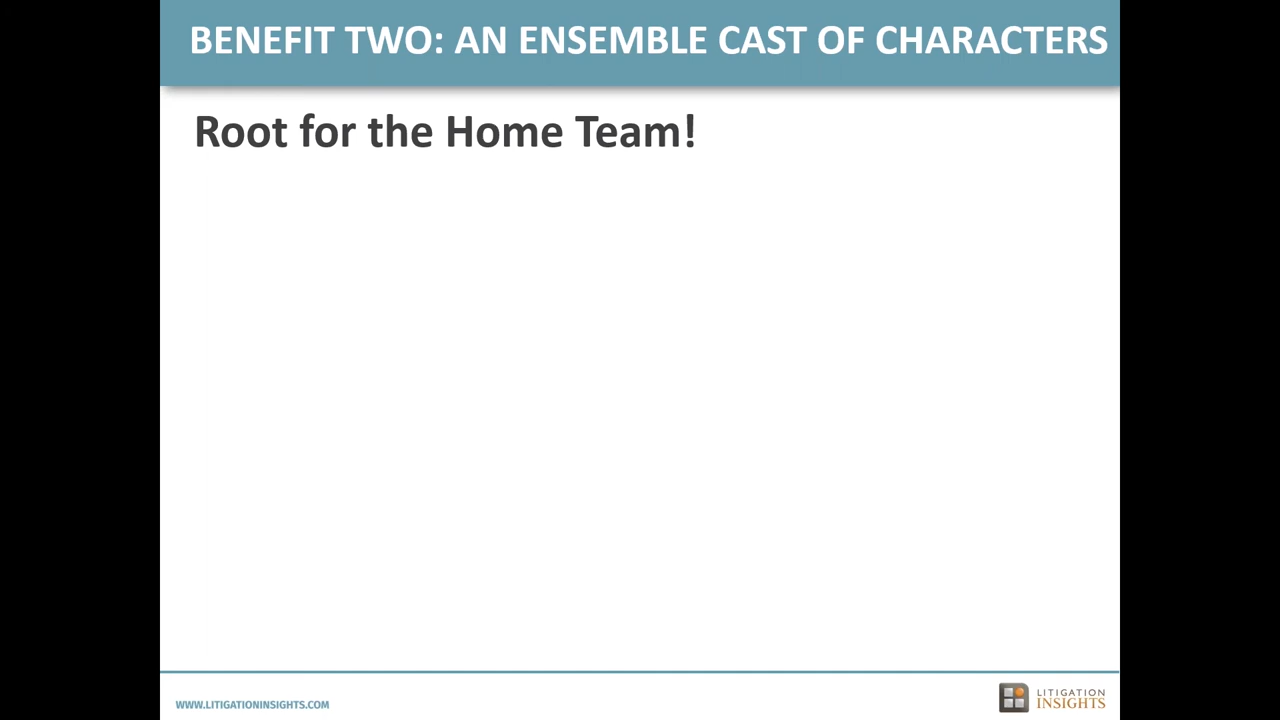 BENEFIT TWO: AN ENSEMBLE CAST OF CHARACTERS
Root for the Home Team!
WWW.LITIGATIONINSIGHTS.COM
LITIGATION
INSIGHTS